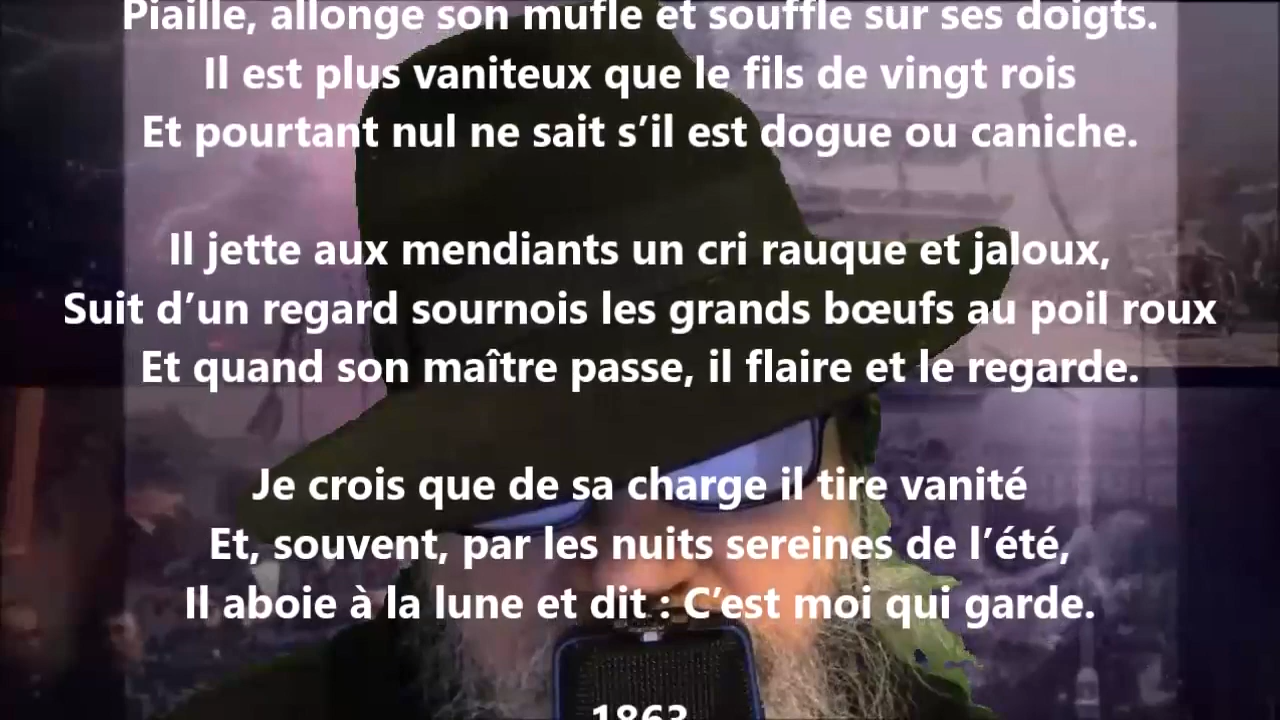 Piaille, allonge son mufle et souffle sur ses doigts.
Il est plus vaniteux que le fils de vingt rois
Et pourtant nul ne sait s’il est dogue ou caniche.
Il jette aux mendiants un cri rauque et jaloux,
Suit d’un regard sournois les grands bœufs au poil roux
Et quand son maître passe, il flaire et le regarde.
Je crois que de sa charge il tire vanité
Et, souvent, par les nuits sereines de l’été,
Il aboie à la lune et dit : C’est moi qui garde.
1863